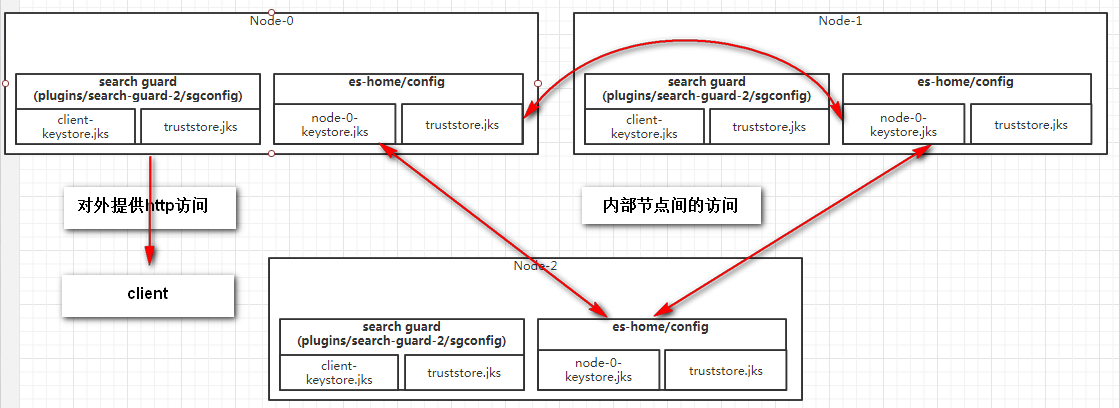 Node-0
search guard
(plugins/search-guard-2/sgconfig)
client-
keystore.jks
truststore.jks
es-home/config
node-0-
keystore.jks
truststore.jks
Node-1
search guard
(plugins/search-guard-2/sgconfig)
client-
keystore.jks
truststore.jks
es-home/config
node-0-
keystore.jks
truststore.jks
对外提供http访问
内部节点间的访问
client
Node-2
search guard
(plugins/search-guard-2/sgconfig)
client-
keystore.jks
truststore.jks
es-home/config
node-0-
keystore.jks
truststore.jks